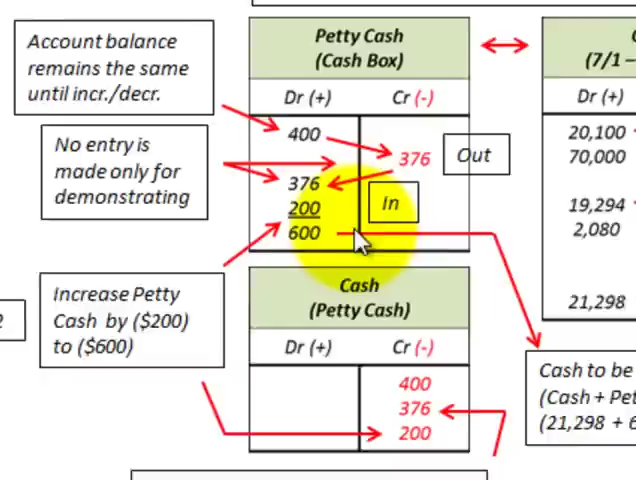 Account balance
remains the same
until incr./decr.
Petty Cash
(Cash Box)
Dr (+) Cr (-)
400
376
Out
376
In
200
600
No entry is
made only for
demonstrating
(7/1 –
Dr (+)
20,100
70,000
19,294
2,080
21,298
Increase Petty
Cash by ($200)
to ($600)
Cash
(Petty Cash)
Dr (+) Cr (-)
400
376
200
Cash to be
(Cash + Pet
(21,298 + 6